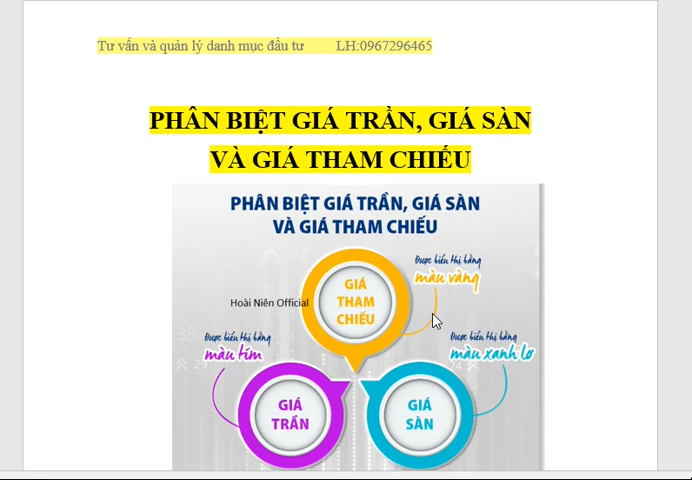 Tư vấn và quản lý danh mục đầu tư LH:0967296465
PHÂN BIỆT GIÁ TRẦN, GIÁ SÀN
VÀ GIÁ THAM CHIẾU
PHÂN BIỆT GIÁ TRẦN, GIÁ SÀN
VÀ GIÁ THAM CHIẾU
Được biểu thị bằng
màu vàng
GIÁ
THAM
CHIẾU
Hoài Niên Official
Được biểu thị bằng
màu tím
Được biểu thị bằng
màu xanh lơ
GIÁ
TRẦN
GIÁ
SÀN